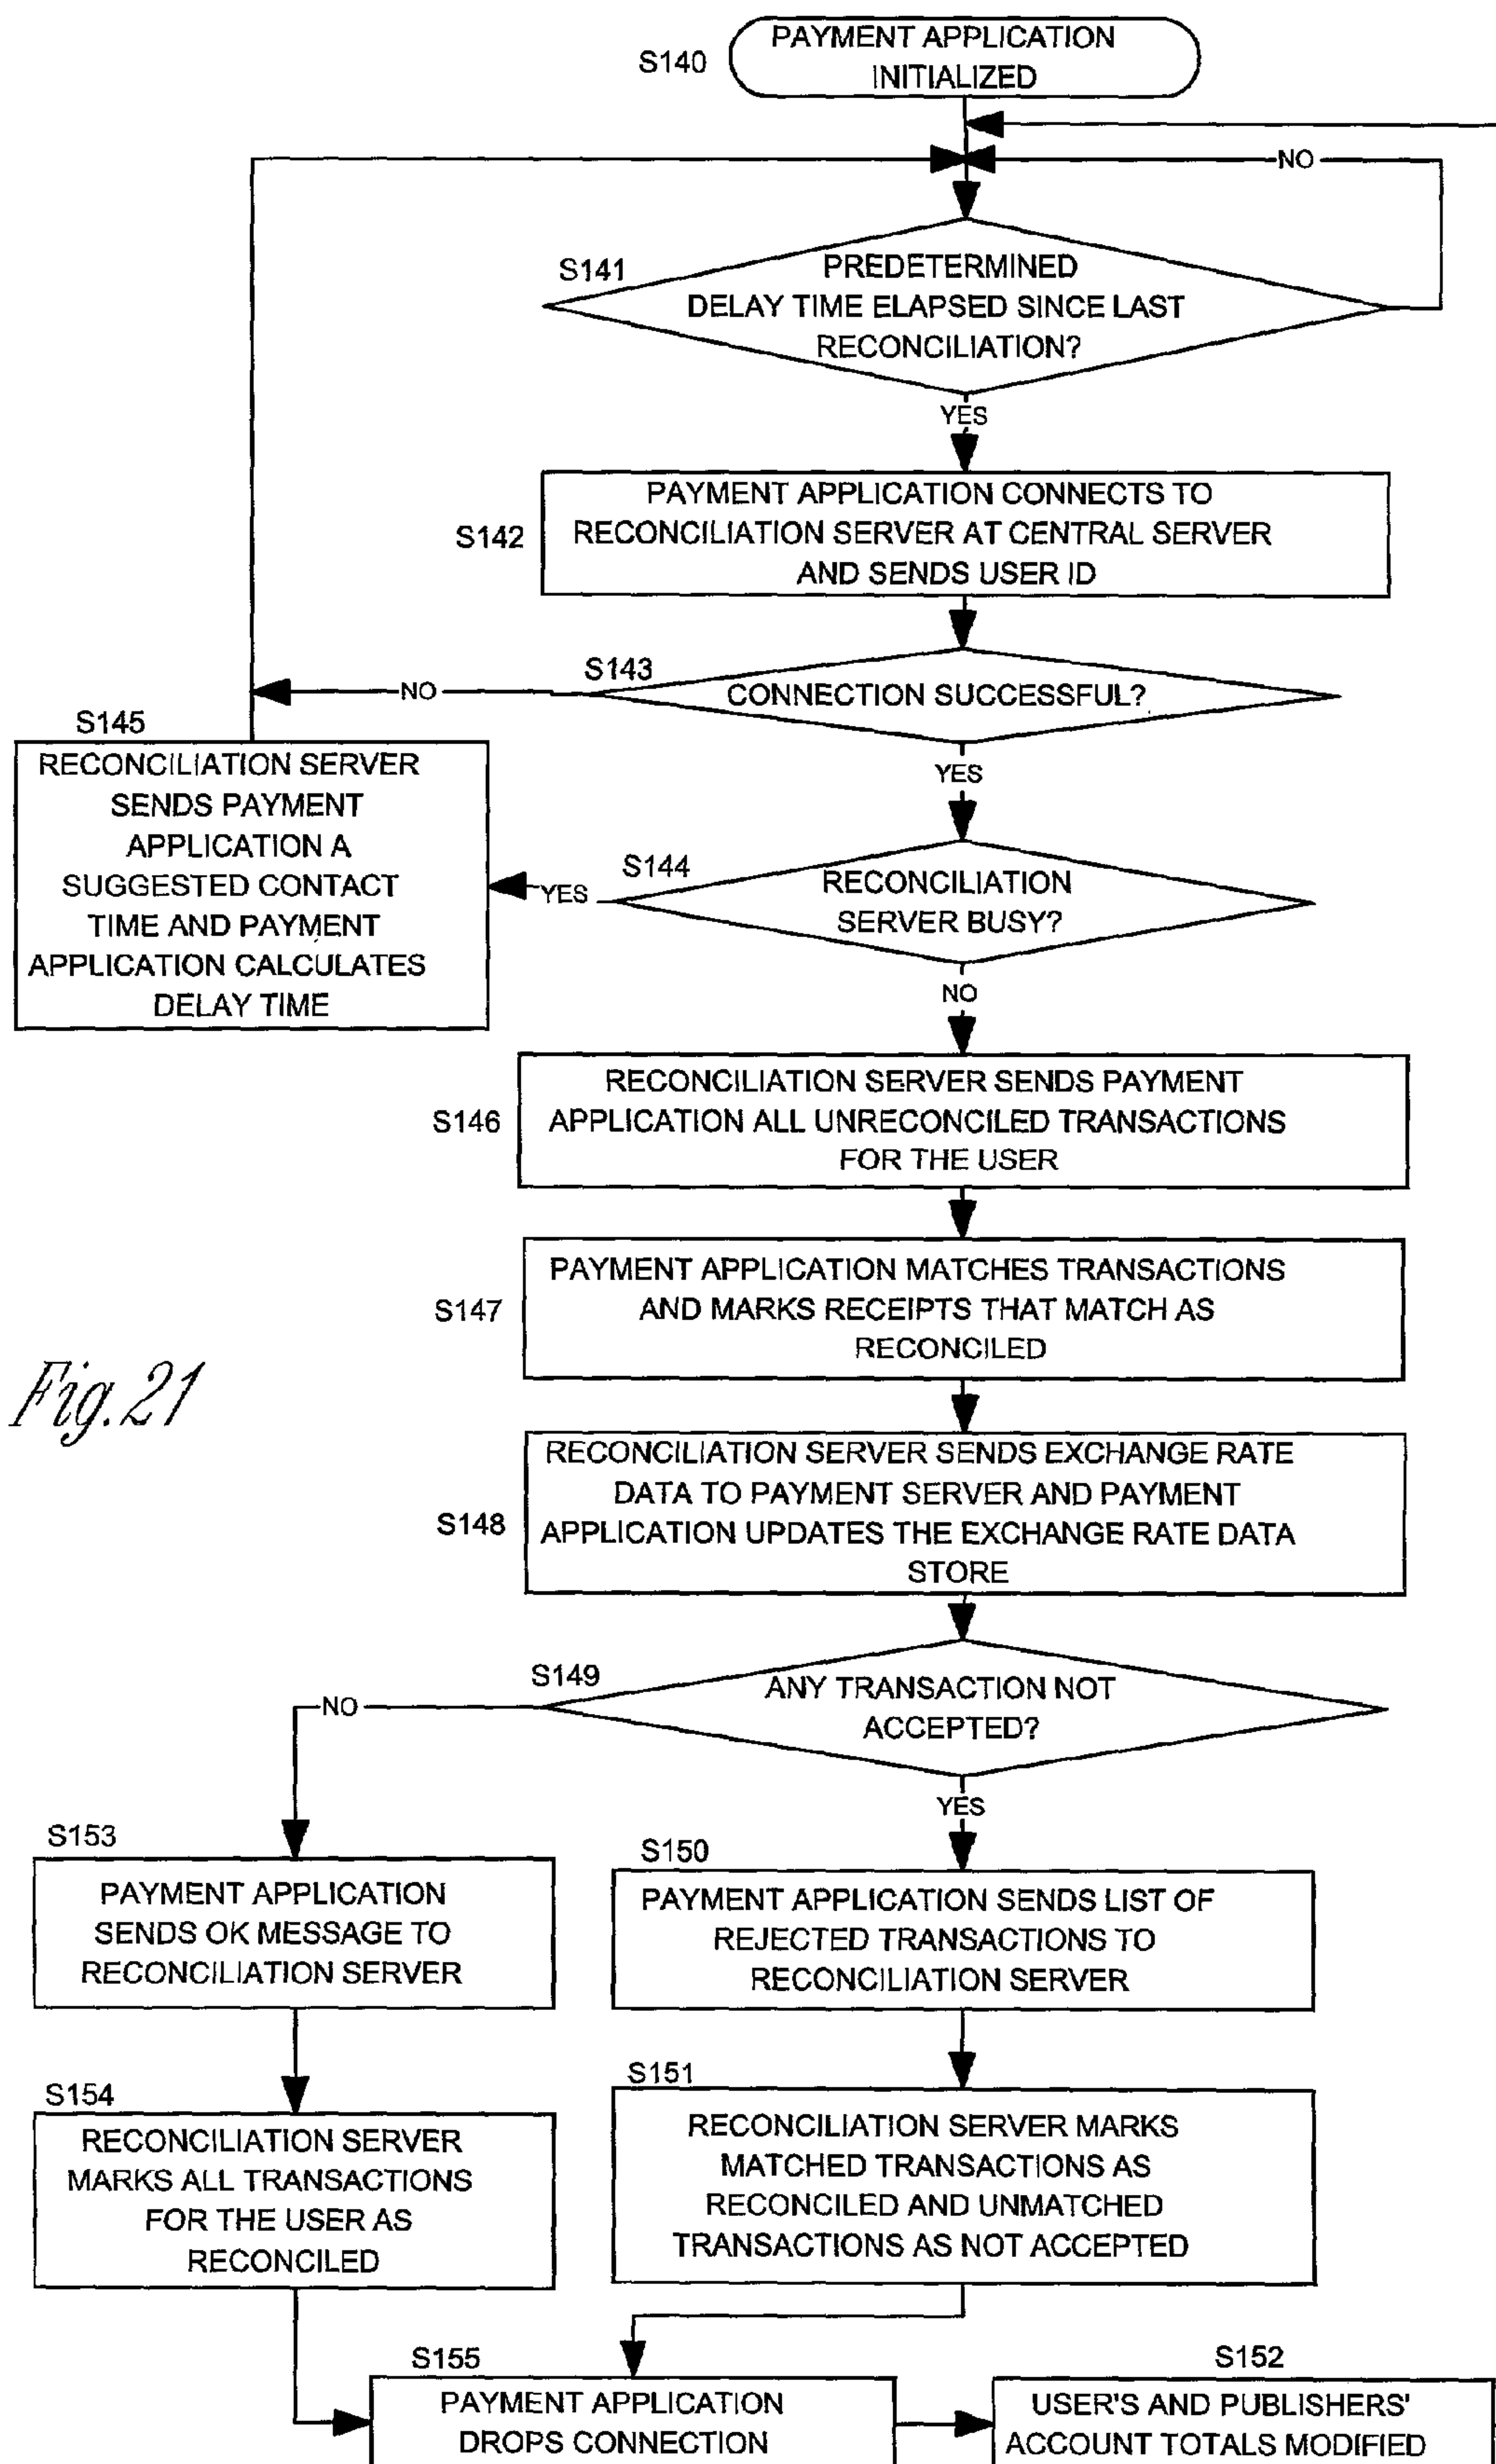 S140
PAYMENT APPLICATION
INITIALIZED
NO
S141
PREDETERMINED
DELAY TIME ELAPSED SINCE LAST
RECONCILIATION?
YES
S142
PAYMENT APPLICATION CONNECTS TO
RECONCILIATION SERVER AT CENTRAL SERVER
AND SENDS USER ID
S143
CONNECTION SUCCESSFUL?
NO
YES
S145
RECONCILIATION SERVER
SENDS PAYMENT
APPLICATION A
SUGGESTED CONTACT
TIME AND PAYMENT
APPLICATION CALCULATES
DELAY TIME
S144
RECONCILIATION
SERVER BUSY?
YES
NO
S146
RECONCILIATION SERVER SENDS PAYMENT
APPLICATION ALL UNRECONCILED TRANSACTIONS
FOR THE USER
S147
PAYMENT APPLICATION MATCHES TRANSACTIONS
AND MARKS RECEIPTS THAT MATCH AS
RECONCILED
Fig. 21
S148
RECONCILIATION SERVER SENDS EXCHANGE RATE
DATA TO PAYMENT SERVER AND PAYMENT
APPLICATION UPDATES THE EXCHANGE RATE DATA
STORE
S149
ANY TRANSACTION NOT
ACCEPTED?
NO
YES
S153
PAYMENT APPLICATION
SENDS OK MESSAGE TO
RECONCILIATION SERVER
S150
PAYMENT APPLICATION SENDS LIST OF
REJECTED TRANSACTIONS TO
RECONCILIATION SERVER
S154
RECONCILIATION SERVER
MARKS ALL TRANSACTIONS
FOR THE USER AS
RECONCILED
S151
RECONCILIATION SERVER MARKS
MATCHED TRANSACTIONS AS
RECONCILED AND UNMATCHED
TRANSACTIONS AS NOT ACCEPTED
S155
PAYMENT APPLICATION
DROPS CONNECTION
S152
USER'S AND PUBLISHERS'
ACCOUNT TOTALS MODIFIED